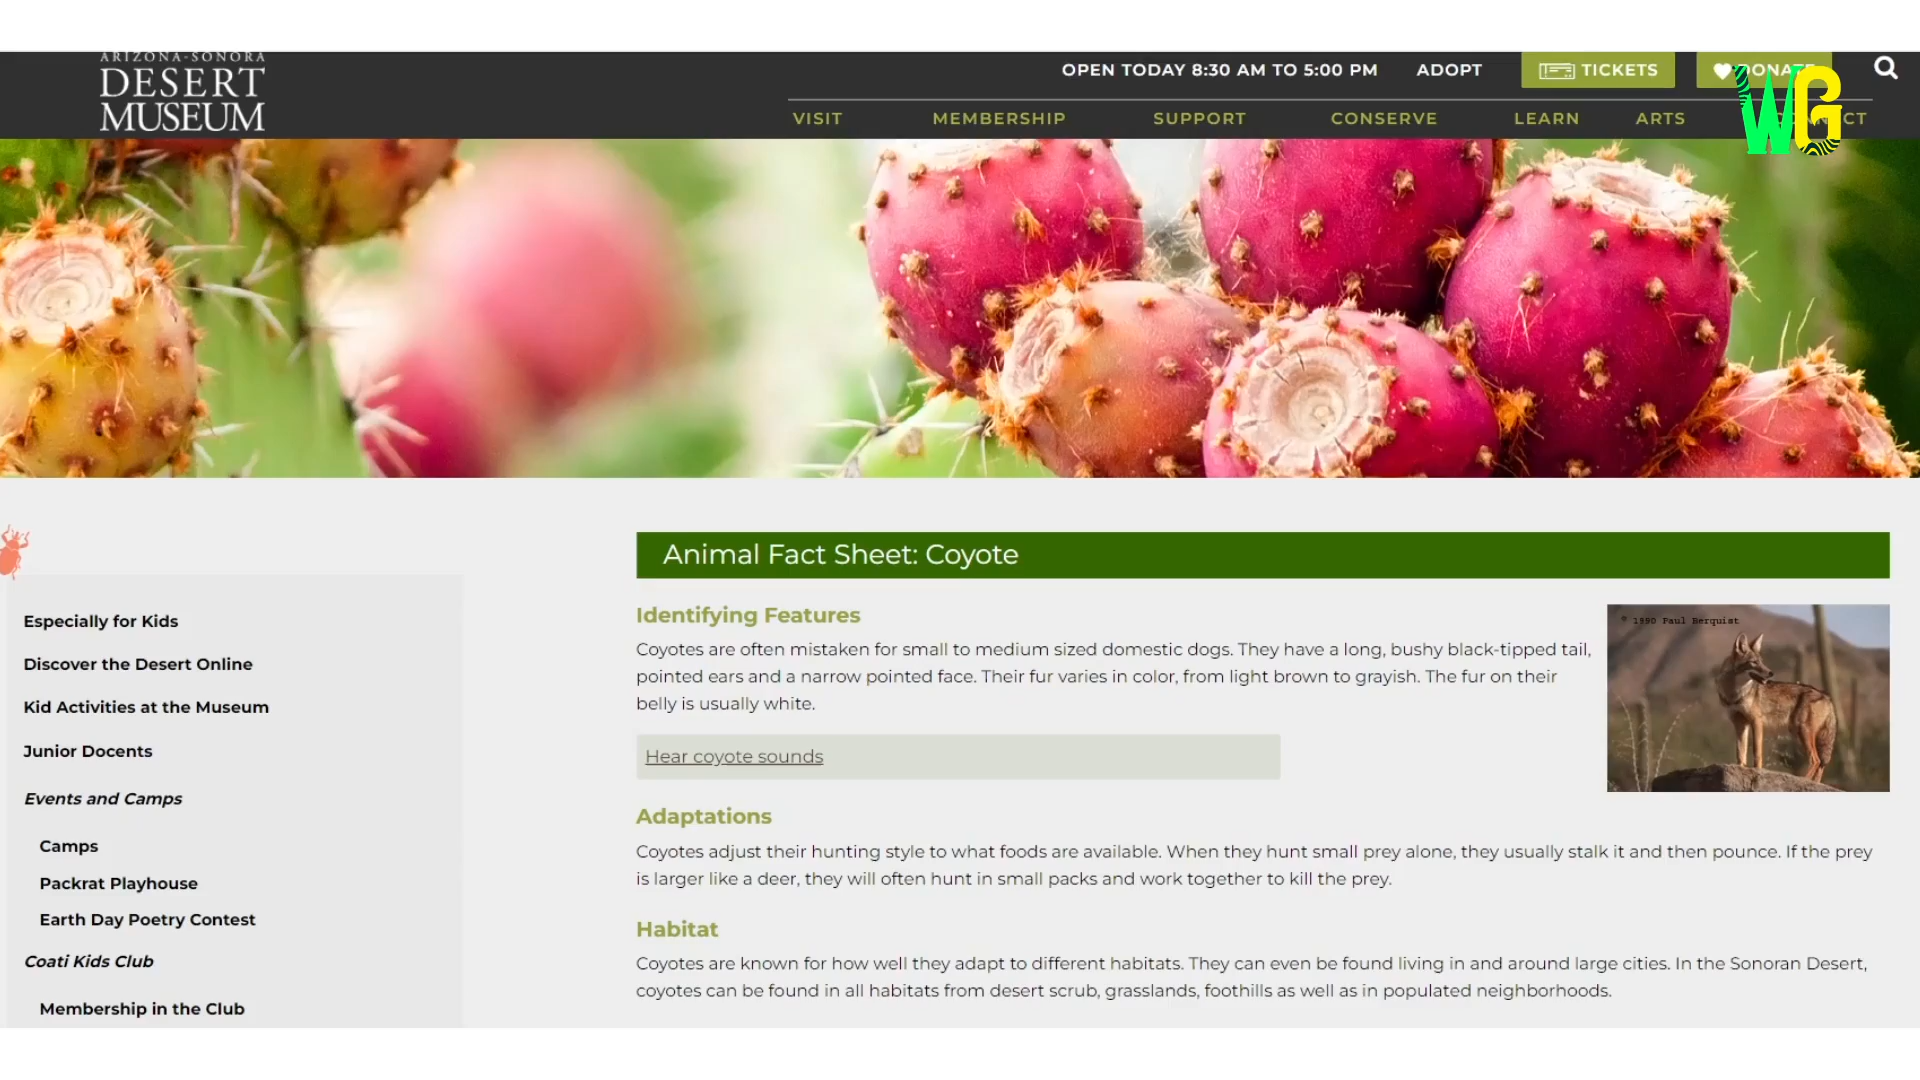 ARIZONA-SONORA
DESERT
MUSEUM
OPEN TODAY 8:30 AM TO 5:00 PM
ADOPT
TICKETS
DONATE
VISIT
MEMBERSHIP
SUPPORT
CONSERVE
LEARN
ARTS
WG
Animal Fact Sheet: Coyote
Especially for Kids
Discover the Desert Online
Kid Activities at the Museum
Junior Docents
Events and Camps
Camps
Packrat Playhouse
Earth Day Poetry Contest
Coati Kids Club
Membership in the Club
Identifying Features
Coyotes are often mistaken for small to medium sized domestic dogs. They have a long, bushy black-tipped tail,
pointed ears and a narrow pointed face. Their fur varies in color, from light brown to grayish. The fur on their
belly is usually white.
© 1990 Paul Berquist
Hear coyote sounds
Adaptations
Coyotes adjust their hunting style to what foods are available. When they hunt small prey alone, they usually stalk it and then pounce. If the prey
is larger like a deer, they will often hunt in small packs and work together to kill the prey.
Habitat
Coyotes are known for how well they adapt to different habitats. They can even be found living in and around large cities. In the Sonoran Desert,
coyotes can be found in all habitats from desert scrub, grasslands, foothills as well as in populated neighborhoods.